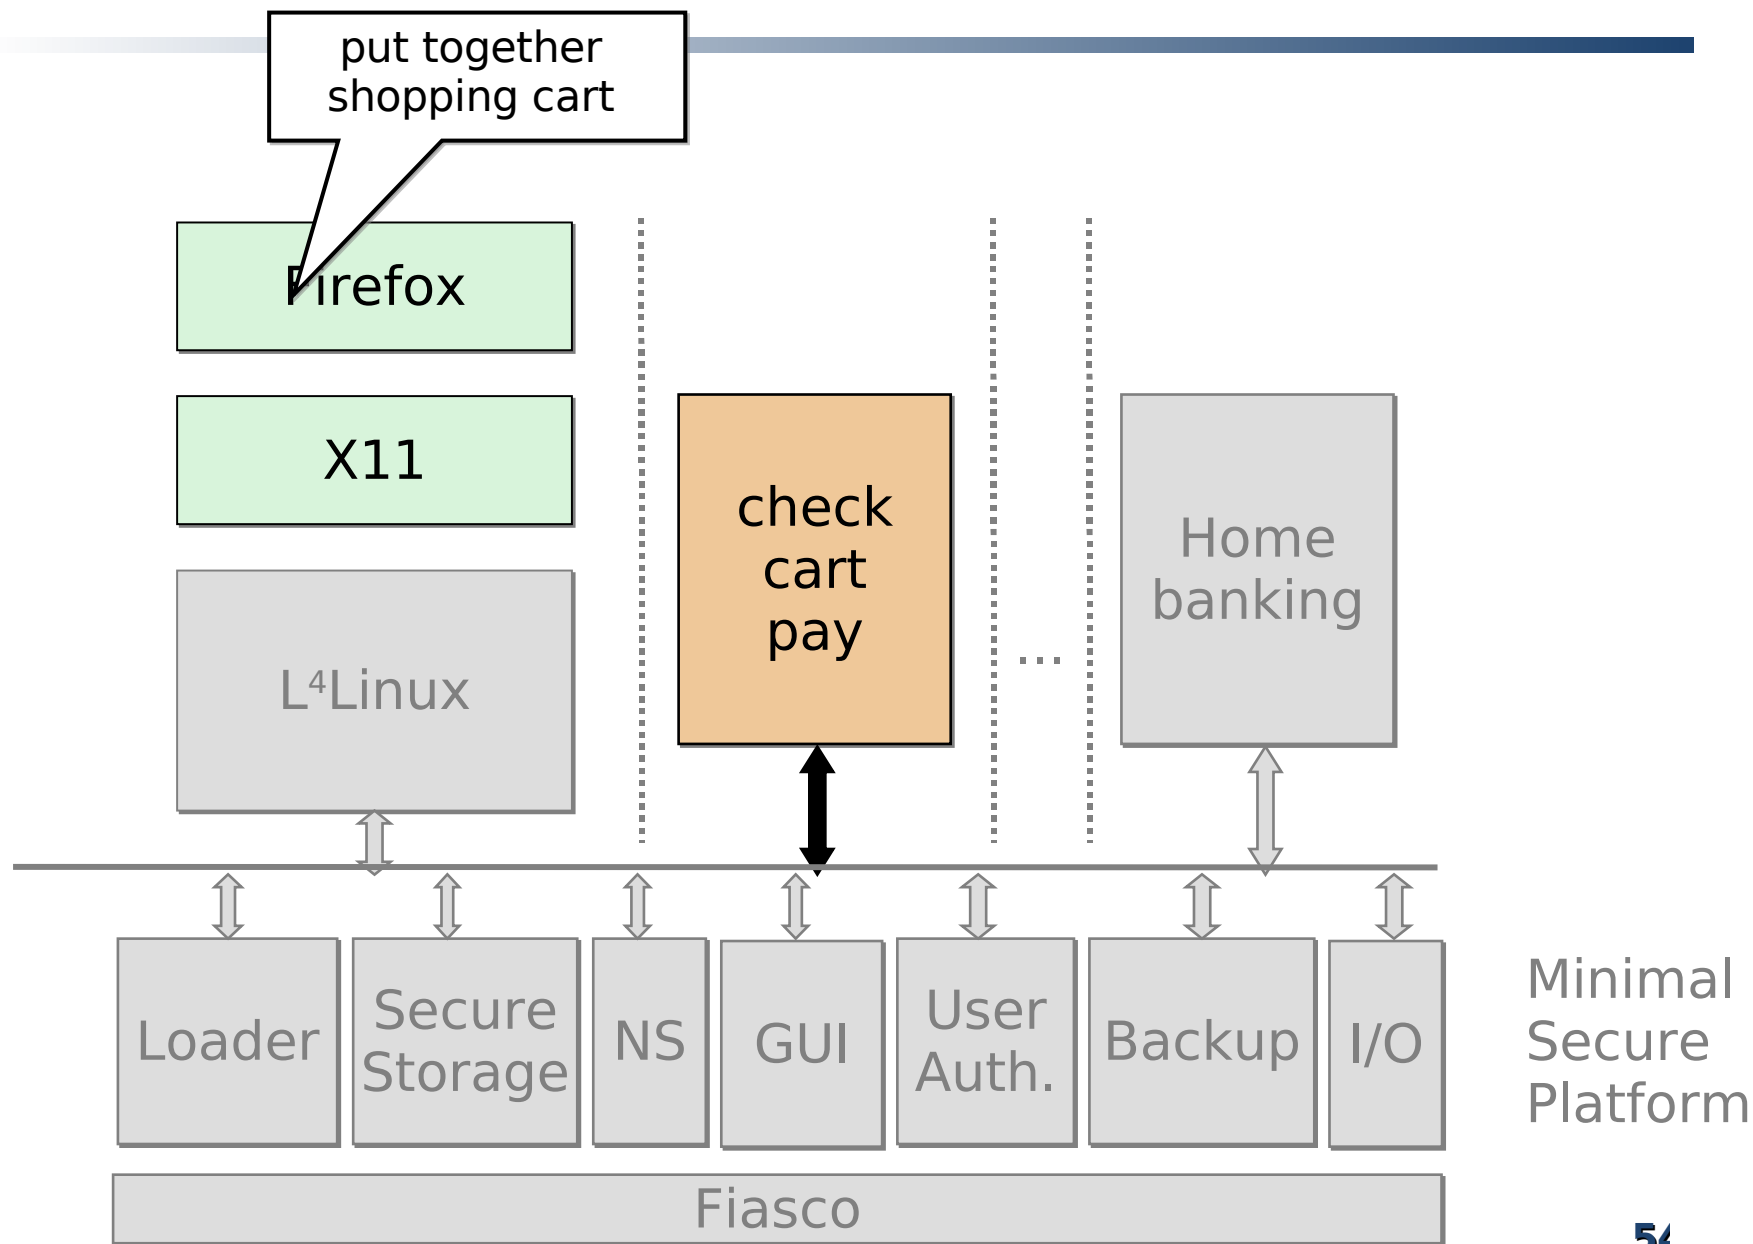 put together
shopping cart
Firefox
X11
L⁴Linux
check
cart
pay
...
Home
banking
Loader
Secure
Storage
NS
GUI
User
Auth.
Backup
I/O
Minimal
Secure
Platform
Fiasco